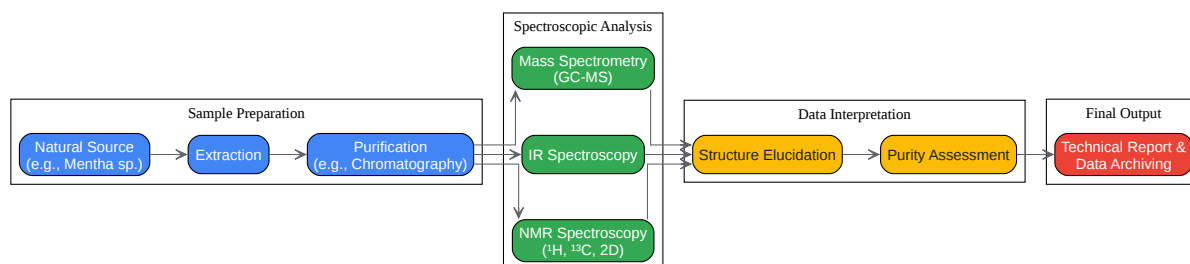 Sample Preparation
Natural Source
(e.g., Mentha sp.)
Extraction
Purification
(e.g., Chromatography)
Spectroscopic Analysis
Mass Spectrometry
(GC-MS)
IR Spectroscopy
NMR Spectroscopy
(¹H, ¹³C, 2D)
Data Interpretation
Structure Elucidation
Purity Assessment
Final Output
Technical Report &
Data Archiving